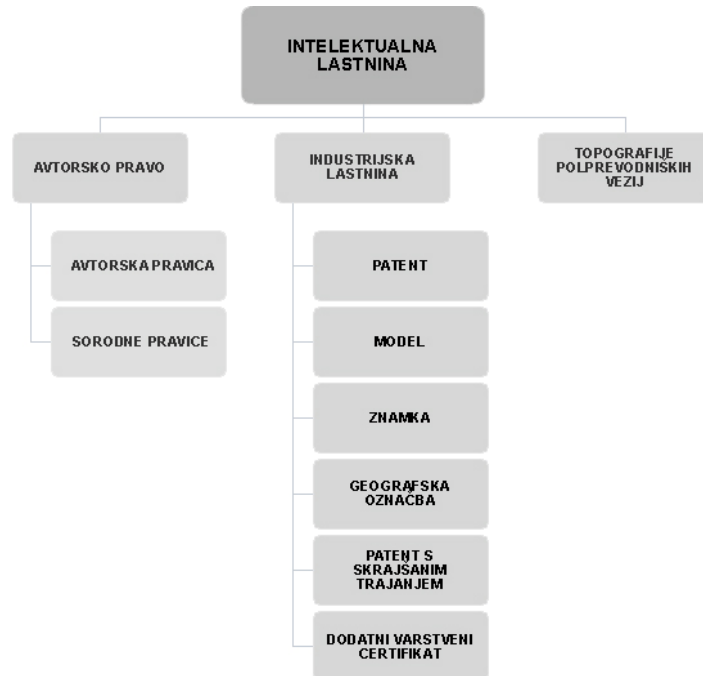 INTELEKTUALNA
LASTNINA
AVTORSKO PRAVO
INDUSTRIJSKA
LASTNINA
TOPOGRAFIJE
POLPREVODNIŠKIH
VEZIJ
AVTORSKA PRAVICA
SORODNE PRAVICE
PATENT
MODEL
ZNAMKA
GEOGRAFSKA
OZNAČBA
PATENT S
SKRAJŠANIM
TRAJANJEM
DODATNI VARSTVENI
CERTIFIKAT